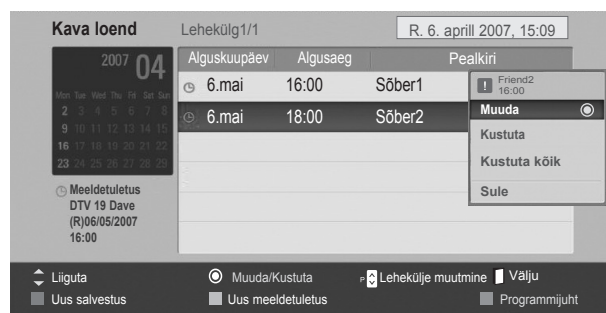 Kava loend
Lehekülg1/1
R. 6. aprill 2007, 15:09
2007 04
Mon Tue Wed Thu Fri Sat Sun
2 3 4 5 6 7 8
9 10 11 12 13 14 15
16 17 18 19 20 21 22
23 24 25 26 27 28 29
Meeldetuletus
DTV 19 Dave
(R)06/05/2007
16:00
Alguskuupäev Algusaeg Pealkiri
6.mai 16:00 Sõber1
6.mai 18:00 Sõber2
Friend2
16:00
Muuda
Kustuta
Kustuta kõik
Sule
Liiguta Muuda/Kustuta P Lehekülje muutmine Välju
Uus salvestus Uus meeldetuletus Programmijuht